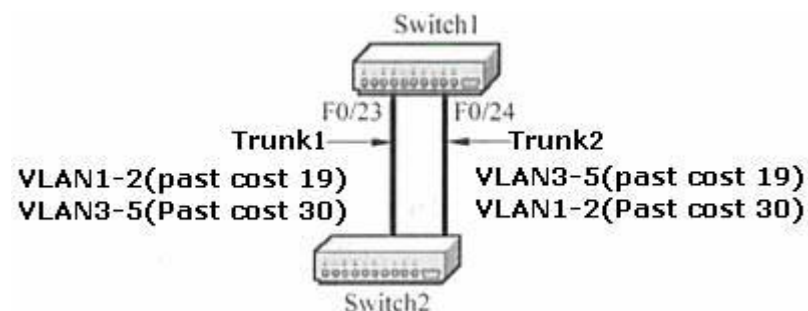 Switch1
F0/23 F0/24
Trunk1 Trunk2
VLAN1-2(past cost 19) VLAN3-5(past cost 19)
VLAN3-5(Past cost 30) VLAN1-2(Past cost 30)
Switch2